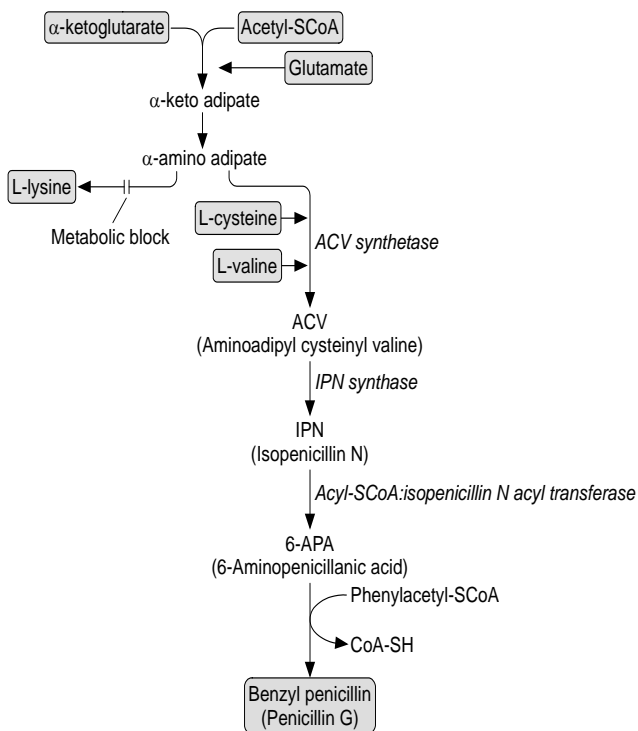 α-ketoglutarate
Acetyl-SCoA
Glutamate
α-keto adipate
α-amino adipate
L-lysine
Metabolic block
L-cysteine
ACV synthetase
L-valine
ACV
(Aminoadipyl cysteinyl valine)
IPN synthase
IPN
(Isopenicillin N)
Acyl-SCoA:isopenicillin N acyl transferase
6-APA
(6-Aminopenicillanic acid)
Phenylacetyl-SCoA
CoA-SH
Benzyl penicillin
(Penicillin G)